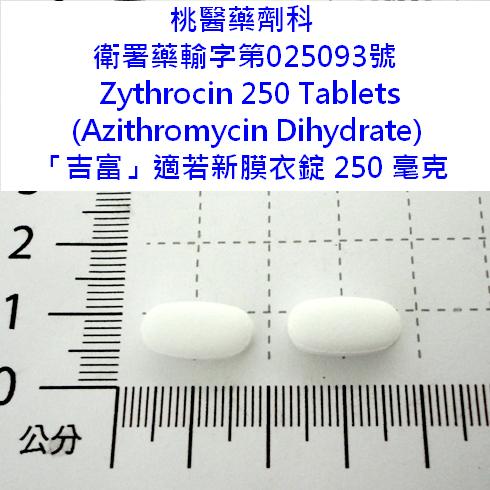 桃醫藥劑科
衛署藥輸字第025093號
Zythrocin 250 Tablets
(Azithromycin Dihydrate)
「吉富」適若新膜衣錠 250 毫克
2
1
0
公分